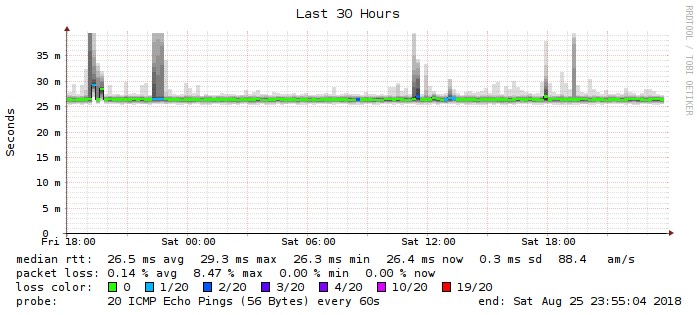 Last 30 Hours
RRDTOOL / TOBI OETIKER
Seconds
35 m
30 m
25 m
20 m
15 m
10 m
5 m
0
Fri 18:00 Sat 00:00 Sat 06:00 Sat 12:00 Sat 18:00
median rtt: 26.5 ms avg 29.3 ms max 26.3 ms min 26.4 ms now 0.3 ms sd 88.4 am/s
packet loss: 0.14 % avg 8.47 % max 0.00 % min 0.00 % now
loss color: 0 1/20 2/20 3/20 4/20 10/20 19/20
probe: 20 ICMP Echo Pings (56 Bytes) every 60s end: Sat Aug 25 23:55:04 2018